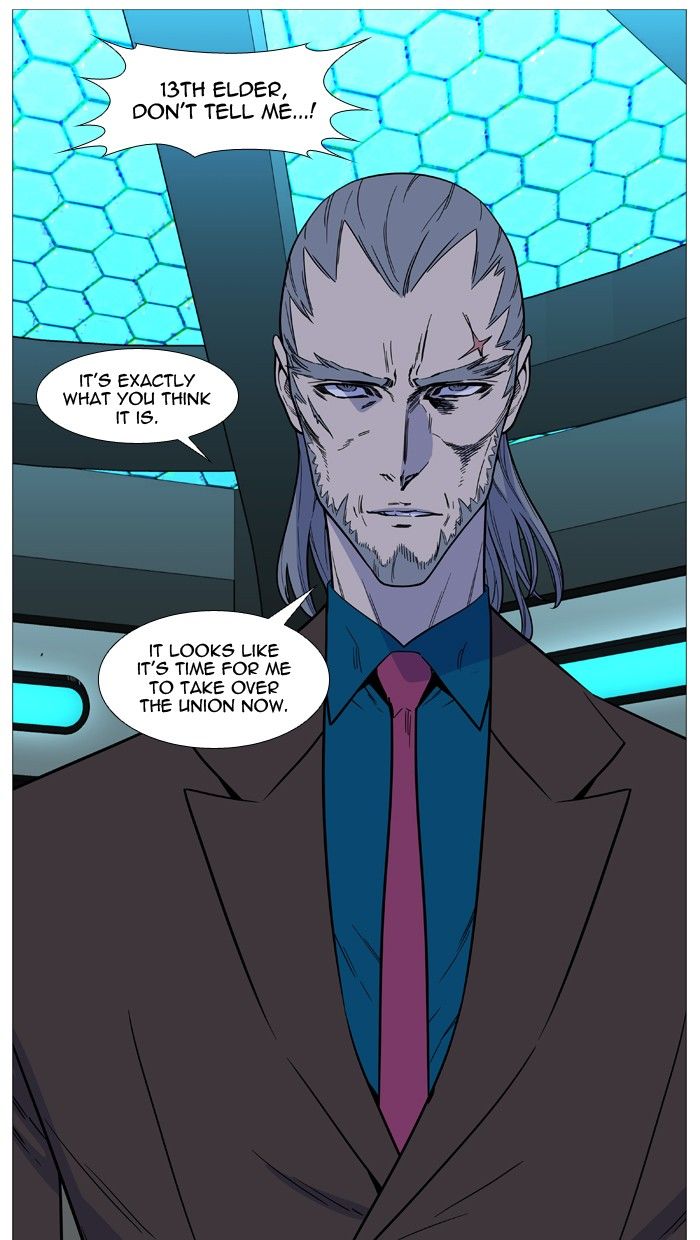 13TH ELDER,
DON'T TELL ME...!
IT'S EXACTLY
WHAT YOU THINK
IT IS.
IT LOOKS LIKE
IT'S TIME FOR ME
TO TAKE OVER
THE UNION NOW.